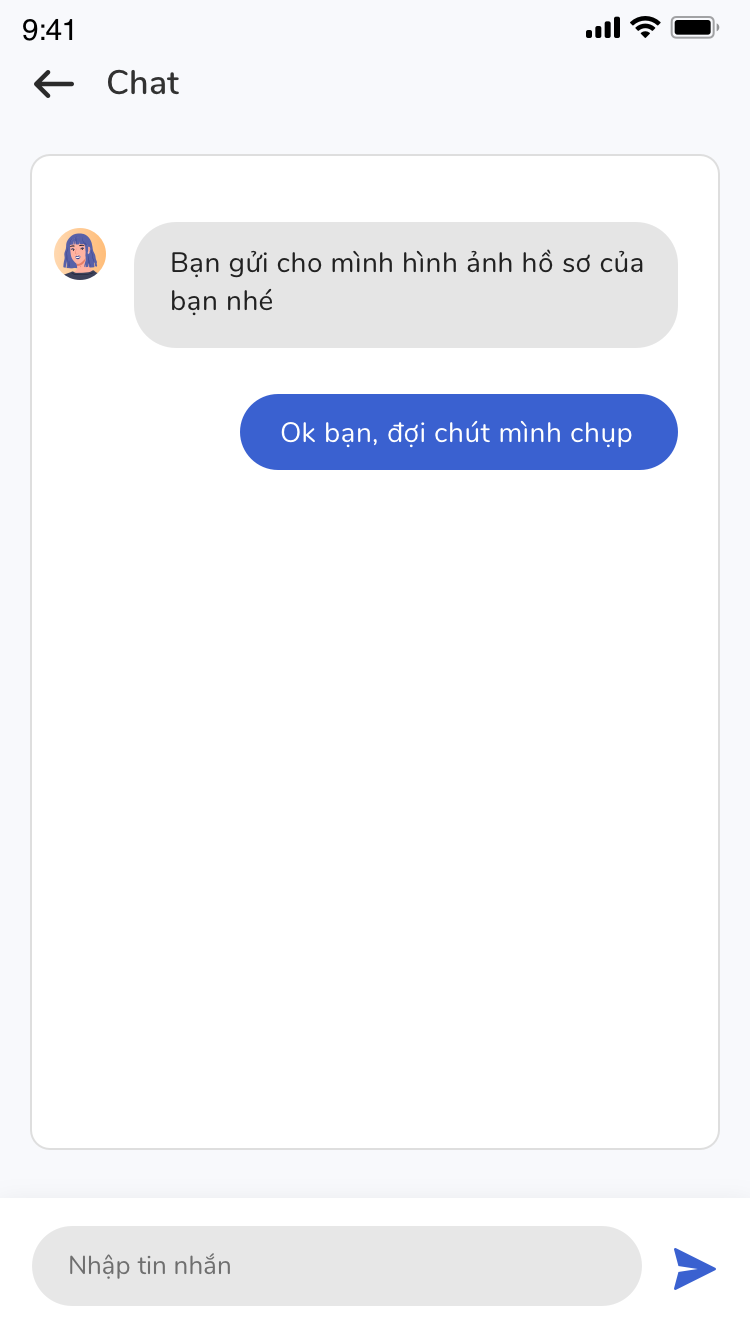 9:41
Chat
Bạn gửi cho mình hình ảnh hồ sơ của
bạn nhé
Ok bạn, đợi chút mình chụp
Nhập tin nhắn